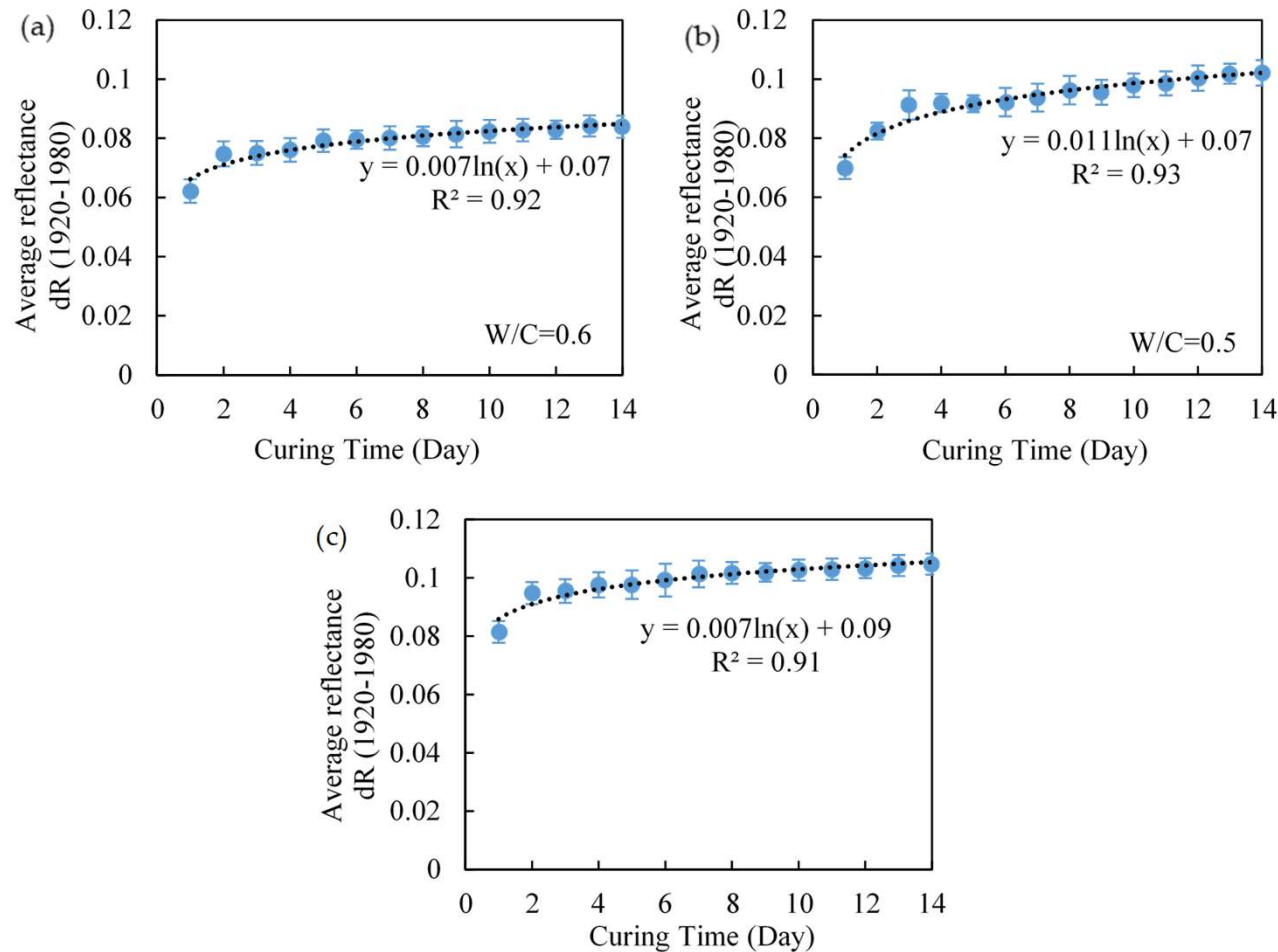 (a)
0.12
0.1
0.08
0.06
0.04
0.02
0
Average reflectance
dR (1920-1980)
y = 0.007ln(x) + 0.07
R² = 0.92
W/C=0.6
0 2 4 6 8 10 12 14
Curing Time (Day)
(b)
0.12
0.1
0.08
0.06
0.04
0.02
0
Average reflectance
dR (1920-1980)
y = 0.011ln(x) + 0.07
R² = 0.93
W/C=0.5
0 2 4 6 8 10 12 14
Curing Time (Day)
(c)
0.12
0.1
0.08
0.06
0.04
0.02
0
Average reflectance
dR (1920-1980)
y = 0.007ln(x) + 0.09
R² = 0.91
0 2 4 6 8 10 12 14
Curing Time (Day)